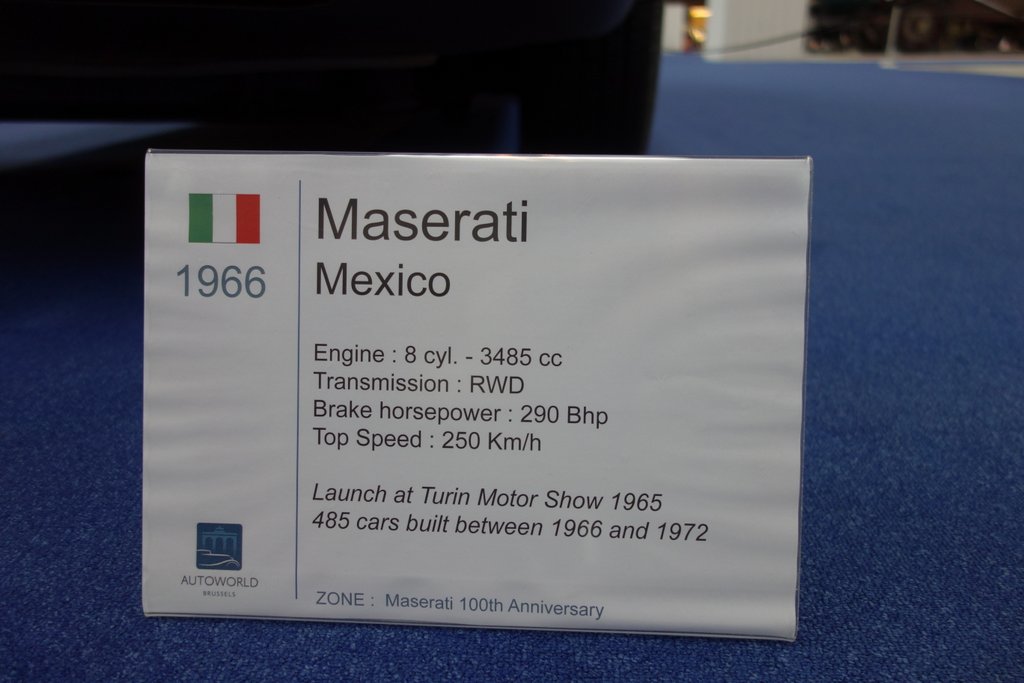 1966
Maserati
Mexico
Engine : 8 cyl. - 3485 cc
Transmission : RWD
Brake horsepower : 290 Bhp
Top Speed : 250 Km/h
Launch at Turin Motor Show 1965
485 cars built between 1966 and 1972
AUTOWORLD
BRUSSELS
ZONE : Maserati 100th Anniversary